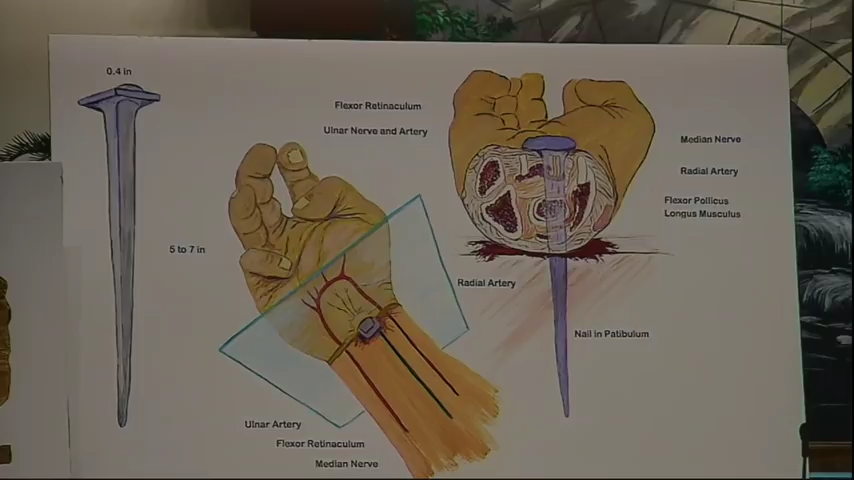 0.4 in
Flexor Retinaculum
Ulnar Nerve and Artery
Median Nerve
Radial Artery
Flexor Pollicus
Longus Musculus
5 to 7 in
Radial Artery
Nail in Patibulum
Ulnar Artery
Flexor Retinaculum
Median Nerve